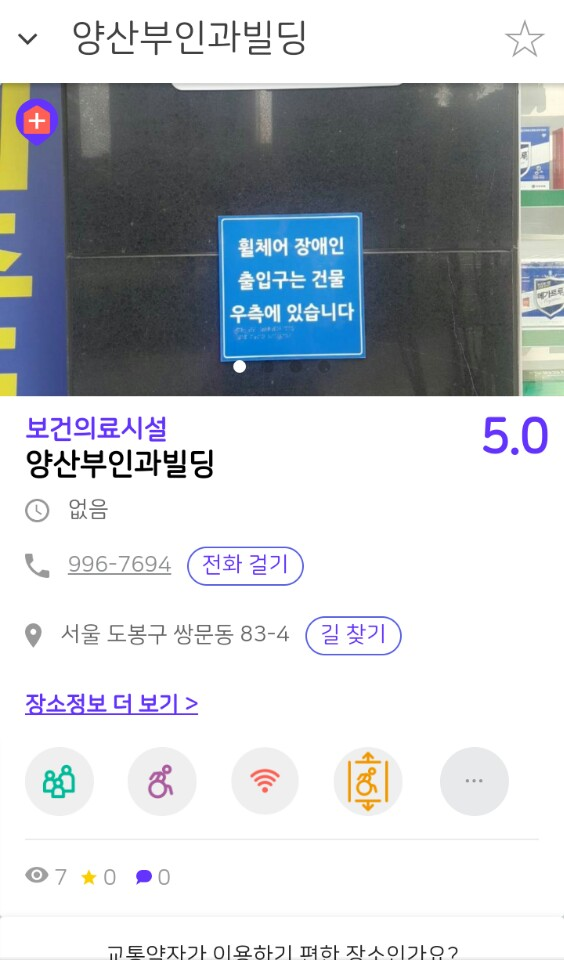 양산부인과빌딩
휠체어 장애인
출입구는 건물
우측에 있습니다
보건의료시설
5.0
양산부인과빌딩
없음
996-7694
전화 걸기
서울 도봉구 쌍문동 83-4
길 찾기
장소정보 더 보기 >
...
7
0
0
교통약자가 이용하기 편한 장소인가요?